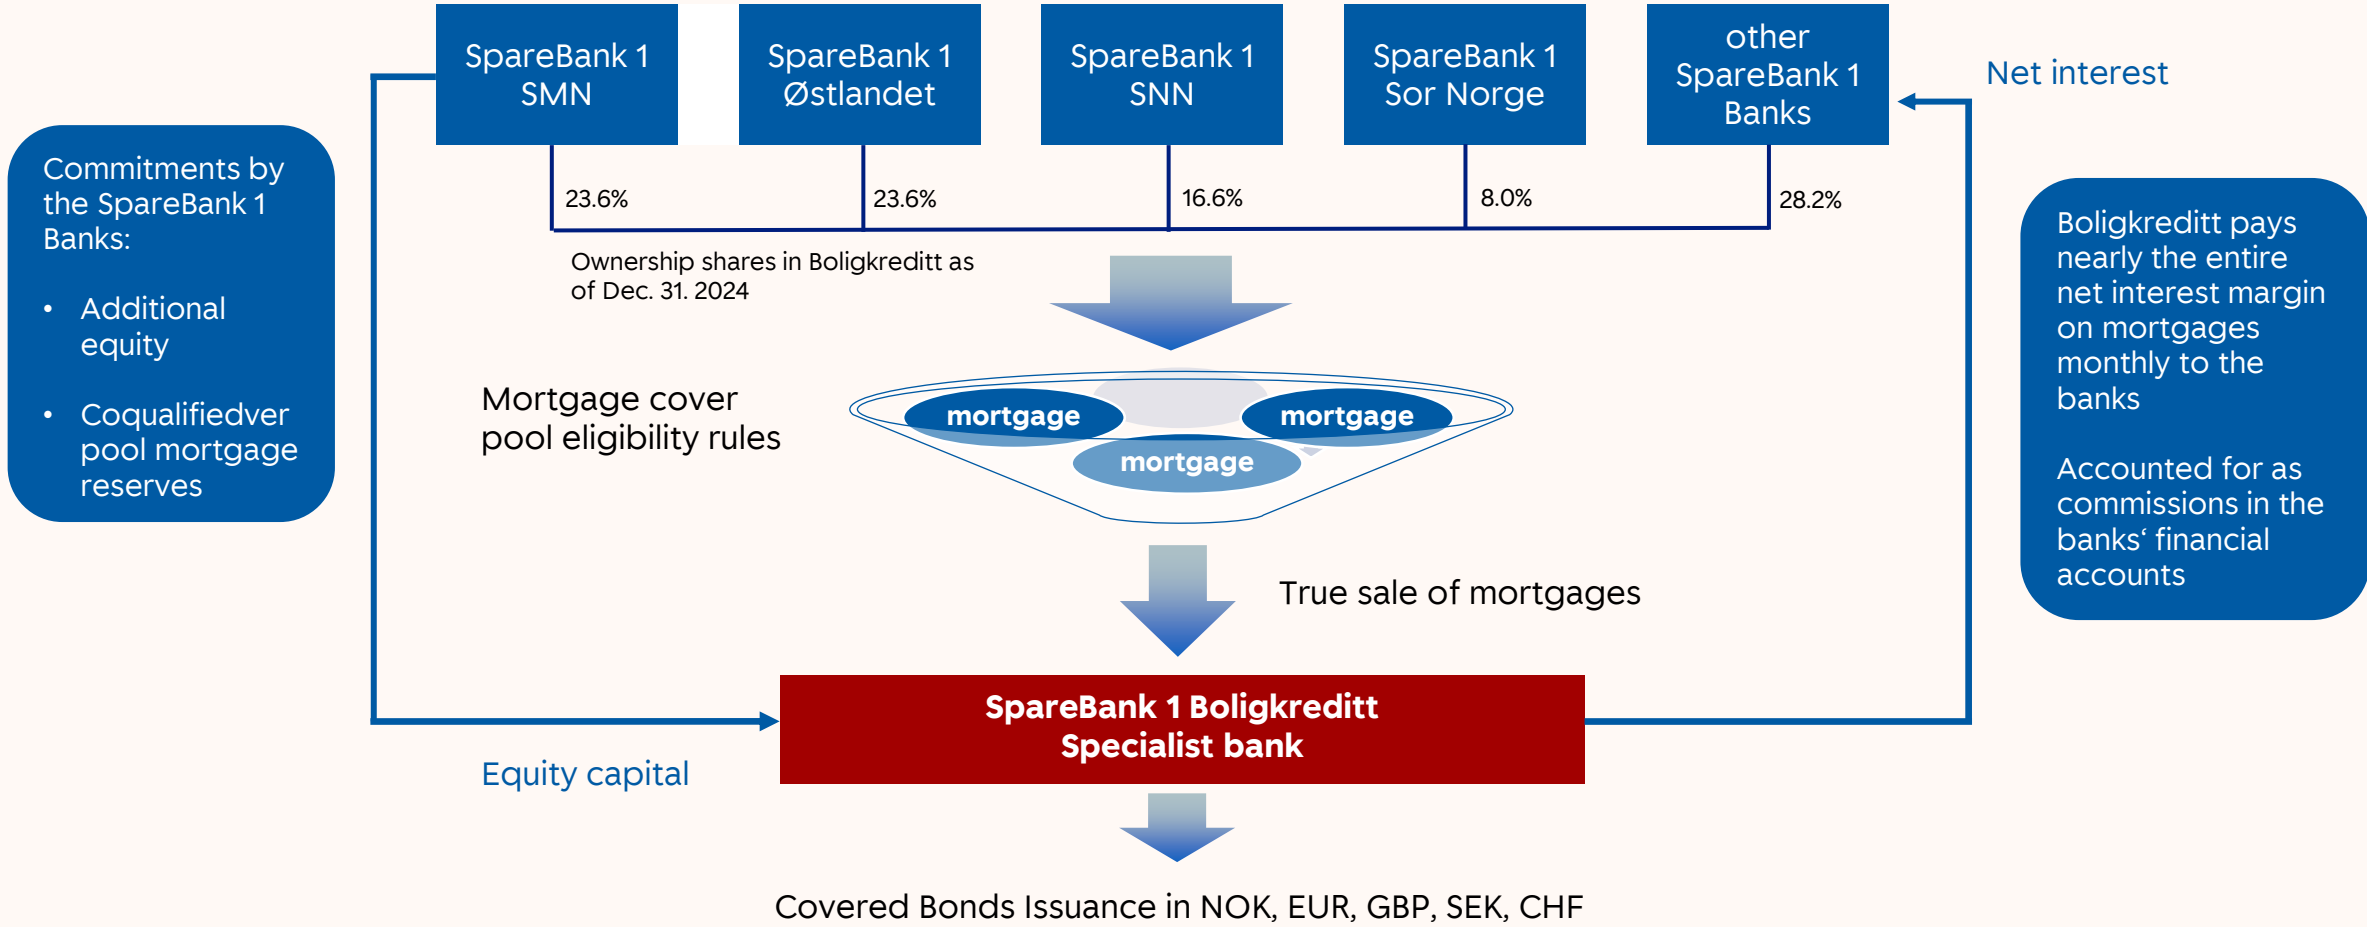 SpareBank 1
SMN
SpareBank 1
Østlandet
SpareBank 1
SNN
SpareBank 1
Sor Norge
other
SpareBank 1
Banks
Net interest
Commitments by
the SpareBank 1
Banks:
• Additional
equity
• Coqualifiedver
pool mortgage
reserves
23.6%
23.6%
16.6%
8.0%
28.2%
Ownership shares in Boligkreditt as
of Dec. 31. 2024
Boligkreditt pays
nearly the entire
net interest margin
on mortgages
monthly to the
banks
Accounted for as
commissions in the
banks‘ financial
accounts
Mortgage cover
pool eligibility rules
mortgage
mortgage
mortgage
True sale of mortgages
SpareBank 1 Boligkreditt
Specialist bank
Equity capital
Covered Bonds Issuance in NOK, EUR, GBP, SEK, CHF